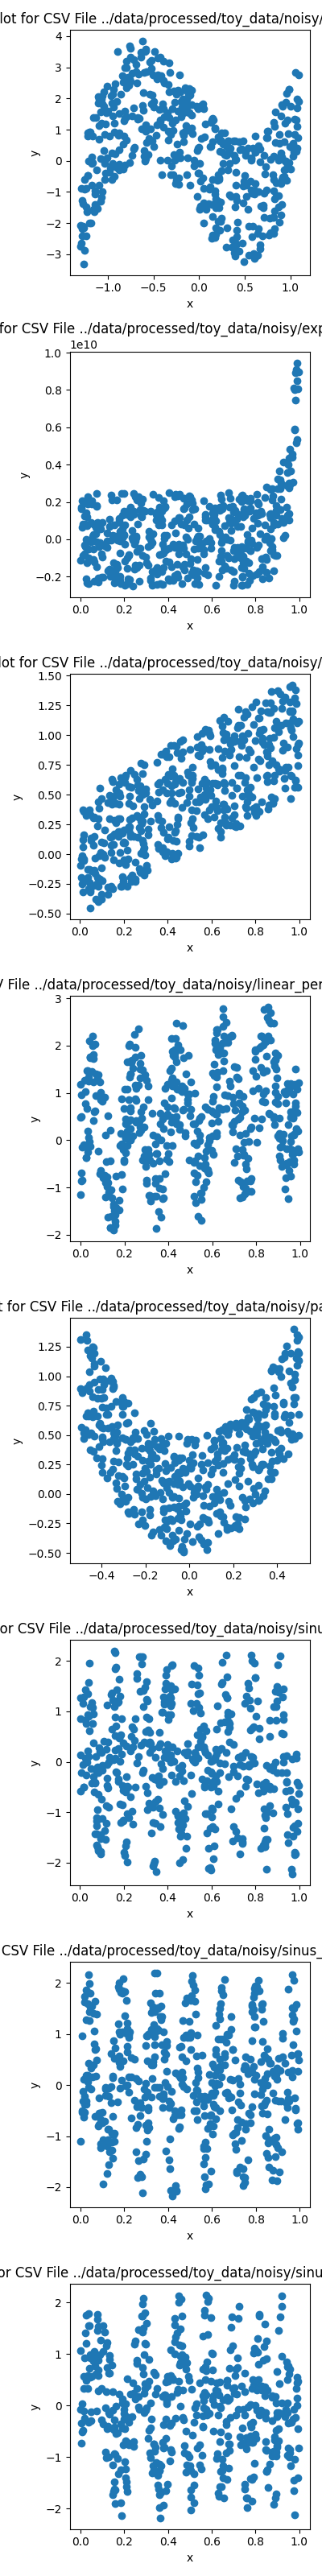 lot for CSV File ../data/processed/toy_data/noisy/
4
3
2
1
0
−1
−2
−3
y
−1.0 −0.5 0.0 0.5 1.0
x
for CSV File ../data/processed/toy_data/noisy/exp
1e10
1.0
0.8
0.6
0.4
0.2
0.0
−0.2
y
0.0 0.2 0.4 0.6 0.8 1.0
x
lot for CSV File ../data/processed/toy_data/noisy/
1.50
1.25
1.00
0.75
0.50
0.25
0.00
−0.25
−0.50
y
0.0 0.2 0.4 0.6 0.8 1.0
x
V File ../data/processed/toy_data/noisy/linear_per
3
2
1
0
−1
−2
y
0.0 0.2 0.4 0.6 0.8 1.0
x
t for CSV File ../data/processed/toy_data/noisy/pa
1.25
1.00
0.75
0.50
0.25
0.00
−0.25
−0.50
y
−0.4 −0.2 0.0 0.2 0.4
x
or CSV File ../data/processed/toy_data/noisy/sinu
2
1
0
−1
−2
y
0.0 0.2 0.4 0.6 0.8 1.0
x
CSV File ../data/processed/toy_data/noisy/sinus_
2
1
0
−1
−2
y
0.0 0.2 0.4 0.6 0.8 1.0
x
or CSV File ../data/processed/toy_data/noisy/sinu
2
1
0
−1
−2
y
0.0 0.2 0.4 0.6 0.8 1.0
x